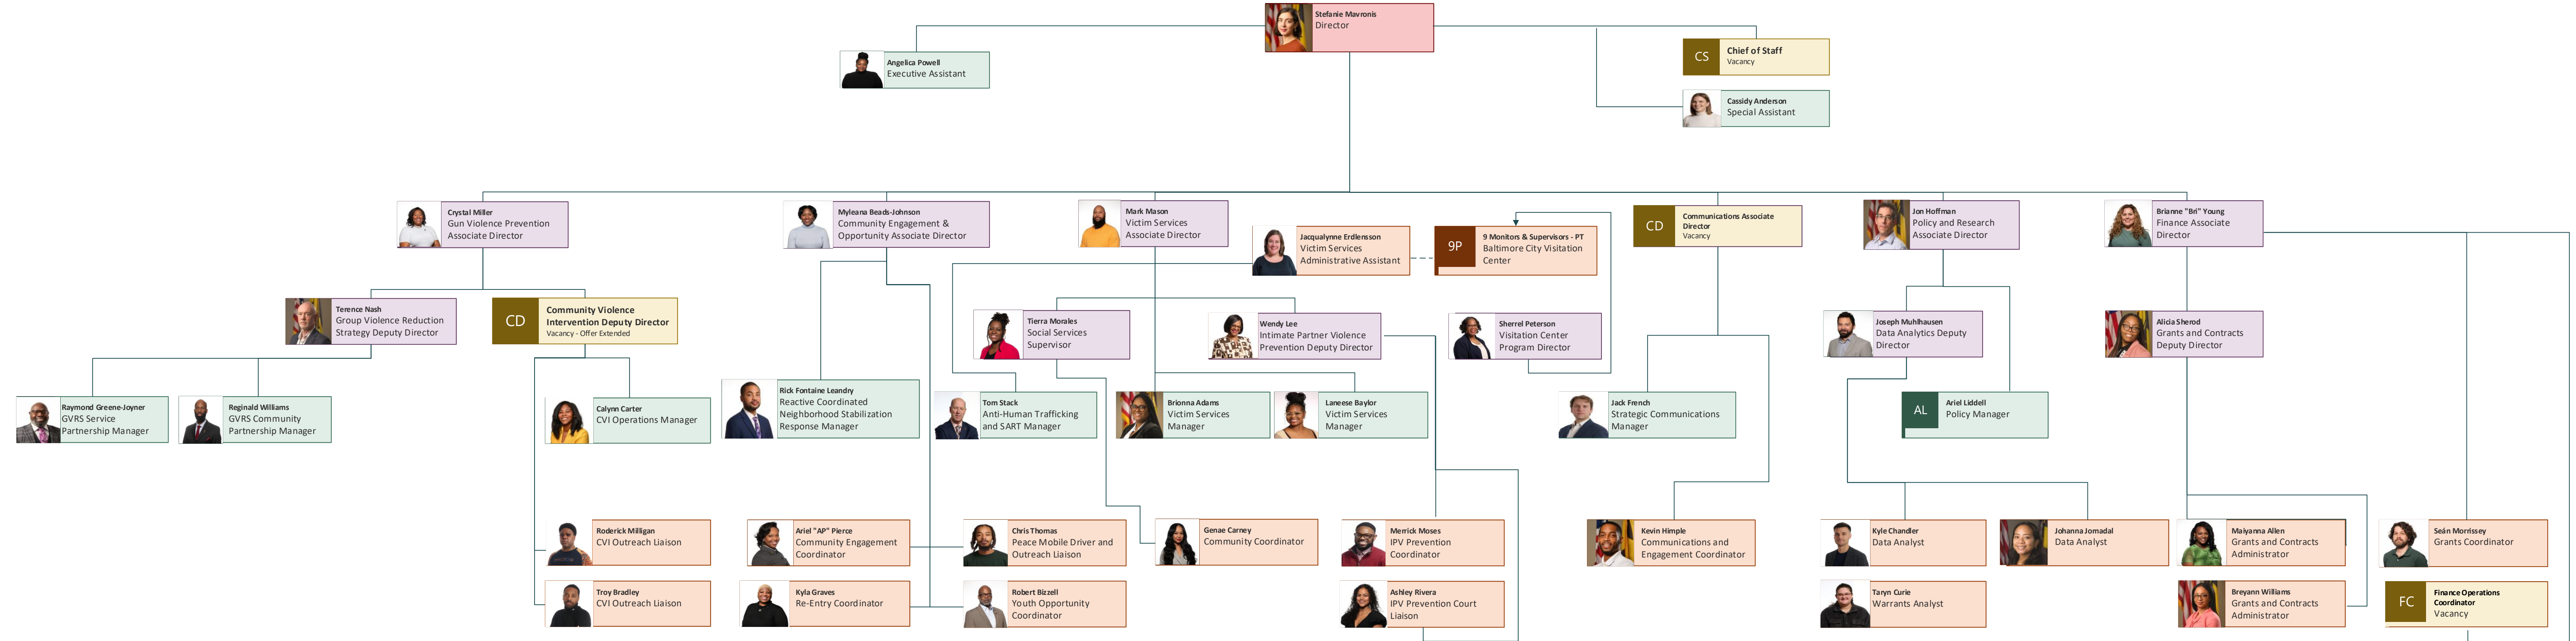 Stefanie Mavronis
Director
Angelica Powell
Executive Assistant
CS
Chief of Staff
Vacancy
Cassidy Anderson
Special Assistant
Crystal Miller
Gun Violence Prevention
Associate Director
Myleana Beads-Johnson
Community Engagement &
Opportunity Associate Director
Mark Mason
Victim Services
Associate Director
Jacqualynne Erdlensson
Victim Services
Administrative Assistant
9P
9 Monitors & Supervisors - PT
Baltimore City Visitation
Center
CD
Communications Associate
Director
Vacancy
Jon Hoffman
Policy and Research
Associate Director
Brianne "Bri" Young
Finance Associate
Director
Terence Nash
Group Violence Reduction
Strategy Deputy Director
CD
Community Violence
Intervention Deputy Director
Vacancy - Offer Extended
Tierra Morales
Social Services
Supervisor
Wendy Lee
Intimate Partner Violence
Prevention Deputy Director
Sherrel Peterson
Visitation Center
Program Director
Joseph Muhlhausen
Data Analytics Deputy
Director
Alicia Sherod
Grants and Contracts
Deputy Director
Raymond Greene-Joyner
GVRS Service
Partnership Manager
Reginald Williams
GVRS Community
Partnership Manager
Calynn Carter
CVI Operations Manager
Rick Fontaine Leandry
Reactive Coordinated
Neighborhood Stabilization
Response Manager
Tom Stack
Anti-Human Trafficking
and SART Manager
Brionna Adams
Victim Services
Manager
Laneese Baylor
Victim Services
Manager
Jack French
Strategic Communications
Manager
AL
Ariel Liddell
Policy Manager
Roderick Milligan
CVI Outreach Liaison
Ariel "AP" Pierce
Community Engagement
Coordinator
Chris Thomas
Peace Mobile Driver and
Outreach Liaison
Genae Carney
Community Coordinator
Merrick Moses
IPV Prevention
Coordinator
Kevin Himple
Communications and
Engagement Coordinator
Kyle Chandler
Data Analyst
Johanna Jomadal
Data Analyst
Maiyanna Allen
Grants and Contracts
Administrator
Seán Morrissey
Grants Coordinator
Troy Bradley
CVI Outreach Liaison
Kyla Graves
Re-Entry Coordinator
Robert Bizzell
Youth Opportunity
Coordinator
Ashley Rivera
IPV Prevention Court
Liaison
Taryn Curie
Warrants Analyst
Breyann Williams
Grants and Contracts
Administrator
FC
Finance Operations
Coordinator
Vacancy